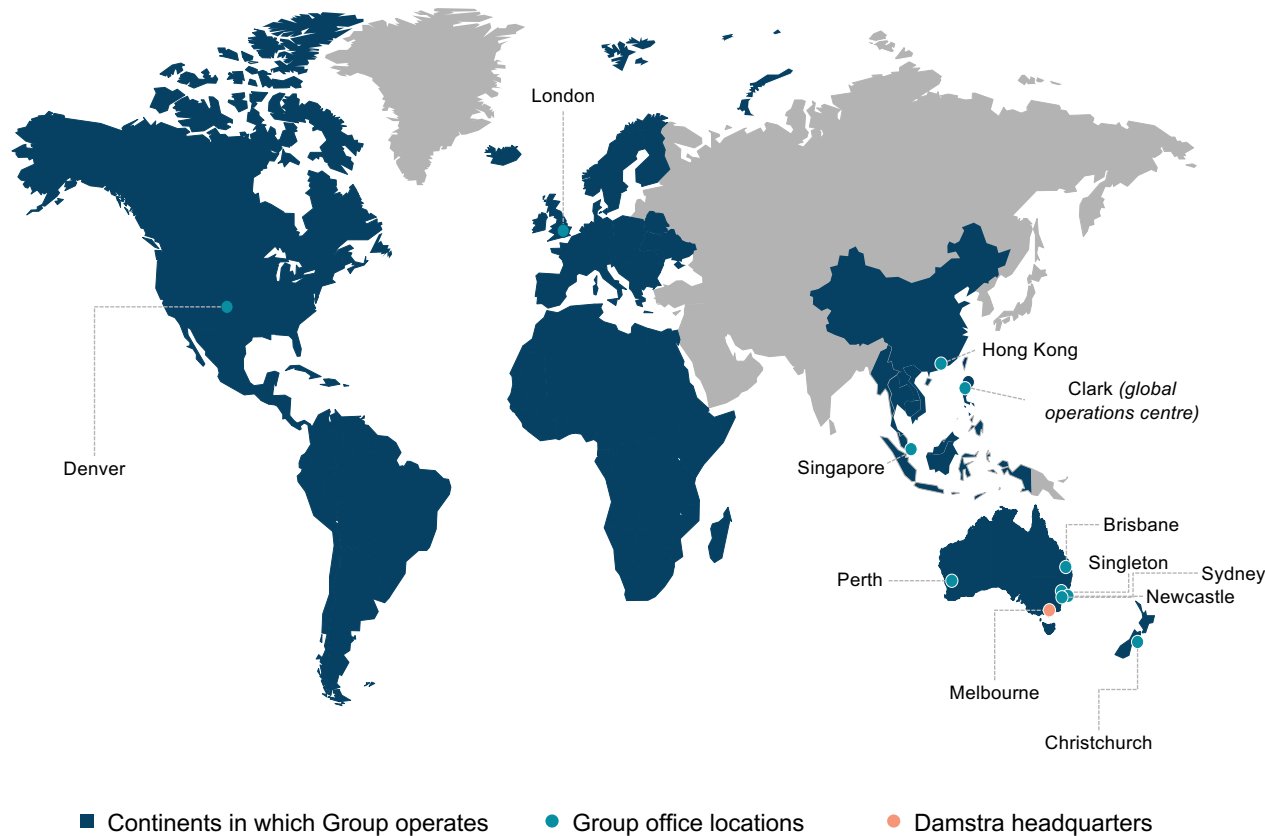 London
Hong Kong
Clark (global
operations centre)
Denver
Singapore
Brisbane
Singleton
Sydney
Perth
Newcastle
Melbourne
Christchurch
Continents in which Group operates
Group office locations
Damstra headquarters